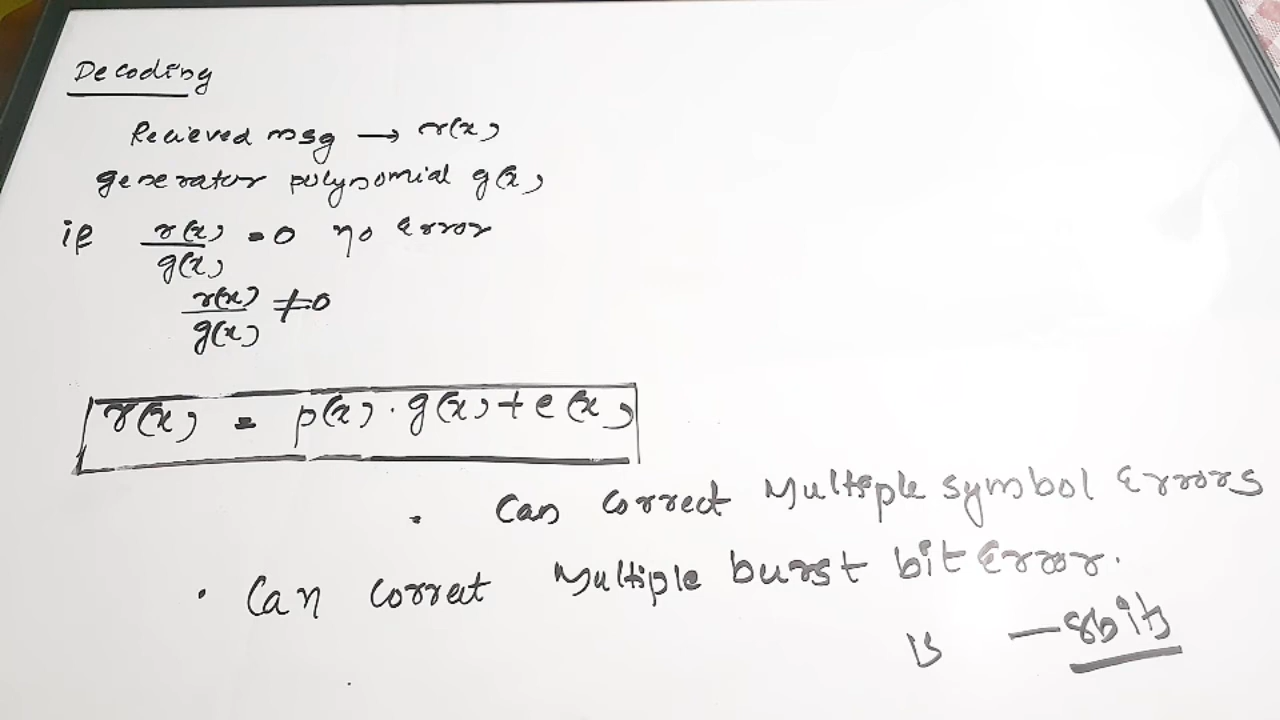 Decoding
Recieved msg → r(x)
generator polynomial g(x)
if r(x)/g(x) = 0 no Error
r(x)/g(x) ≠ 0
r(x) = p(x) · g(x) + e(x)
· Can correct Multiple symbol Errors
· Can correct Multiple burst bit Error.
— 8bits